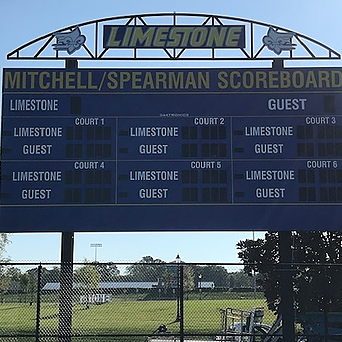 LIMESTONE
MITCHELL/SPEARMAN SCOREBOARD
DAKTRONICS
LIMESTONE GUEST
COURT 1 COURT 2 COURT 3
LIMESTONE LIMESTONE LIMESTONE
GUEST GUEST GUEST
COURT 4 COURT 5 COURT 6
LIMESTONE LIMESTONE LIMESTONE
GUEST GUEST GUEST